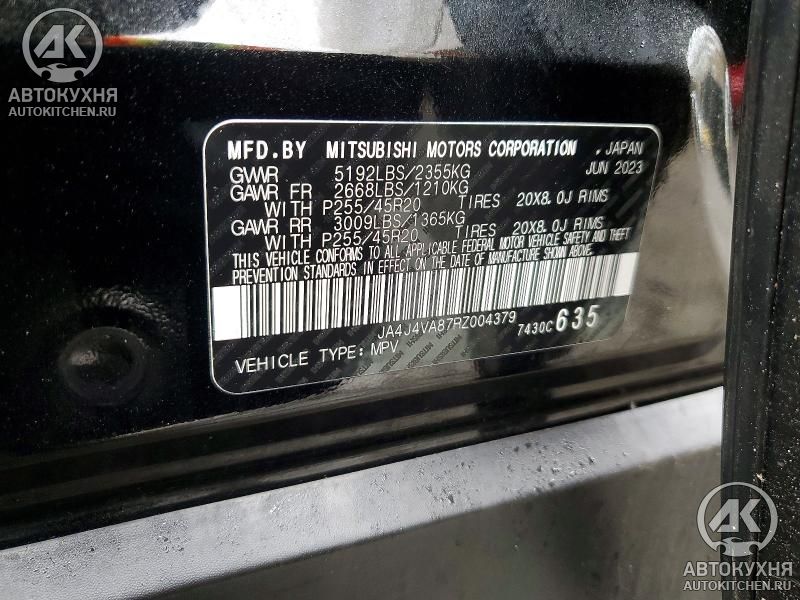 AK
АВТОКУХНЯ
AUTOKITCHEN.RU
MFD.BY MITSUBISHI MOTORS CORPORATION . JAPAN
GVWR 5192LBS/2355KG JUN 2023
GAWR FR 2668LBS/1210KG
WITH P255/45R20 TIRES 20X8.0J RIMS
GAWR RR 3009LBS/1365KG
WITH P255/45R20 TIRES 20X8.0J RIMS
THIS VEHICLE CONFORMS TO ALL APPLICABLE FEDERAL MOTOR VEHICLE SAFETY AND THEFT
PREVENTION STANDARDS IN EFFECT ON THE DATE OF MANUFACTURE SHOWN ABOVE.
JA4J4VA87RZ004379 7430C635
VEHICLE TYPE:MPV
AK
АВТОКУХНЯ
AUTOKITCHEN.RU